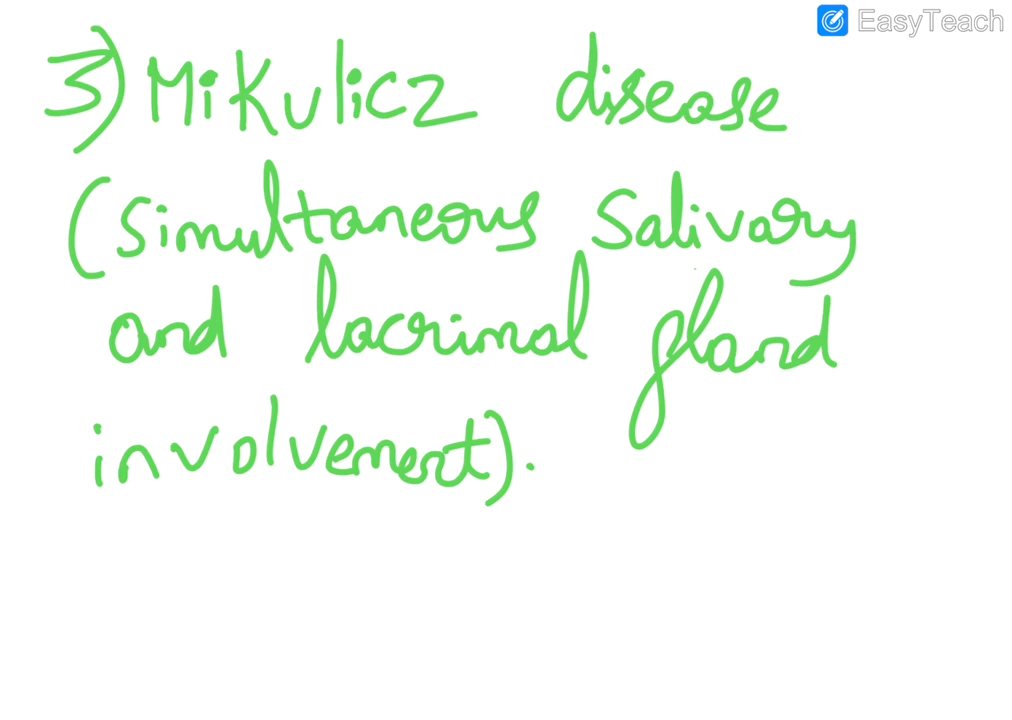 EasyTeach
3) Mikulicz disease
(simultaneous salivary
and lacrimal gland
involvement).